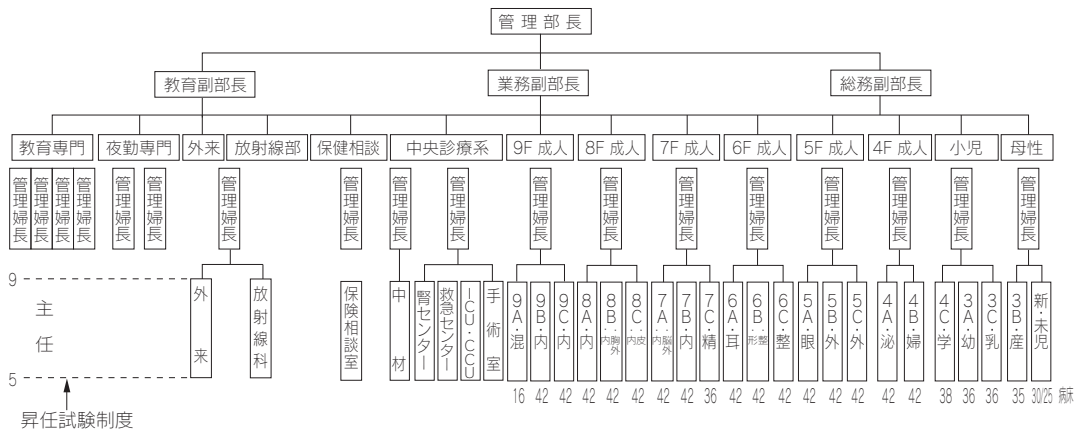 管理部長
教育副部長 業務副部長 総務副部長
教育専門 夜勤専門 外来 放射線部 保健相談 中央診療系 9F 成人 8F 成人 7F 成人 6F 成人 5F 成人 4F 成人 小児 母性
管理婦長 管理婦長 管理婦長 管理婦長 管理婦長 管理婦長 管理婦長 管理婦長 管理婦長 管理婦長 管理婦長 管理婦長 管理婦長 管理婦長 管理婦長 管理婦長 管理婦長 管理婦長
9
主任
5
外来
放射線科
保険相談室
中材
腎センター
救急センター
ICU・CCU
手術室
9A・混
9B・内
9C・内
8A・内
8B・内胸外
8C・内皮
7A・内脳外
7B・内
7C・精
6A・耳
6B・形整
6C・整
5A・眼
5B・外
5C・外
4A・泌
4B・婦
4C・学
3A・幼
3C・乳
3B・産
新・未児
16 42 42 42 42 42 42 42 36 42 42 42 42 42 42 42 42 38 36 36 35 30/25 病床
昇任試験制度